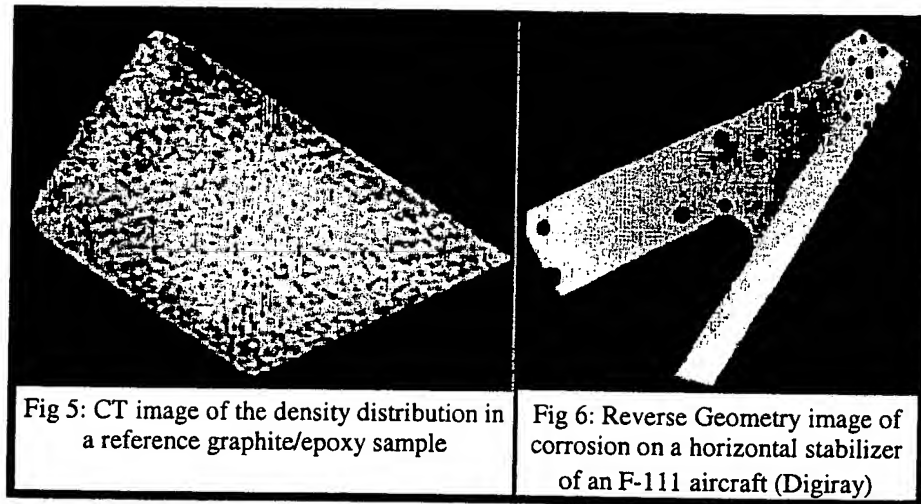 Fig 5: CT image of the density distribution in
a reference graphite/epoxy sample
Fig 6: Reverse Geometry image of
corrosion on a horizontal stabilizer
of an F-111 aircraft (Digiray)